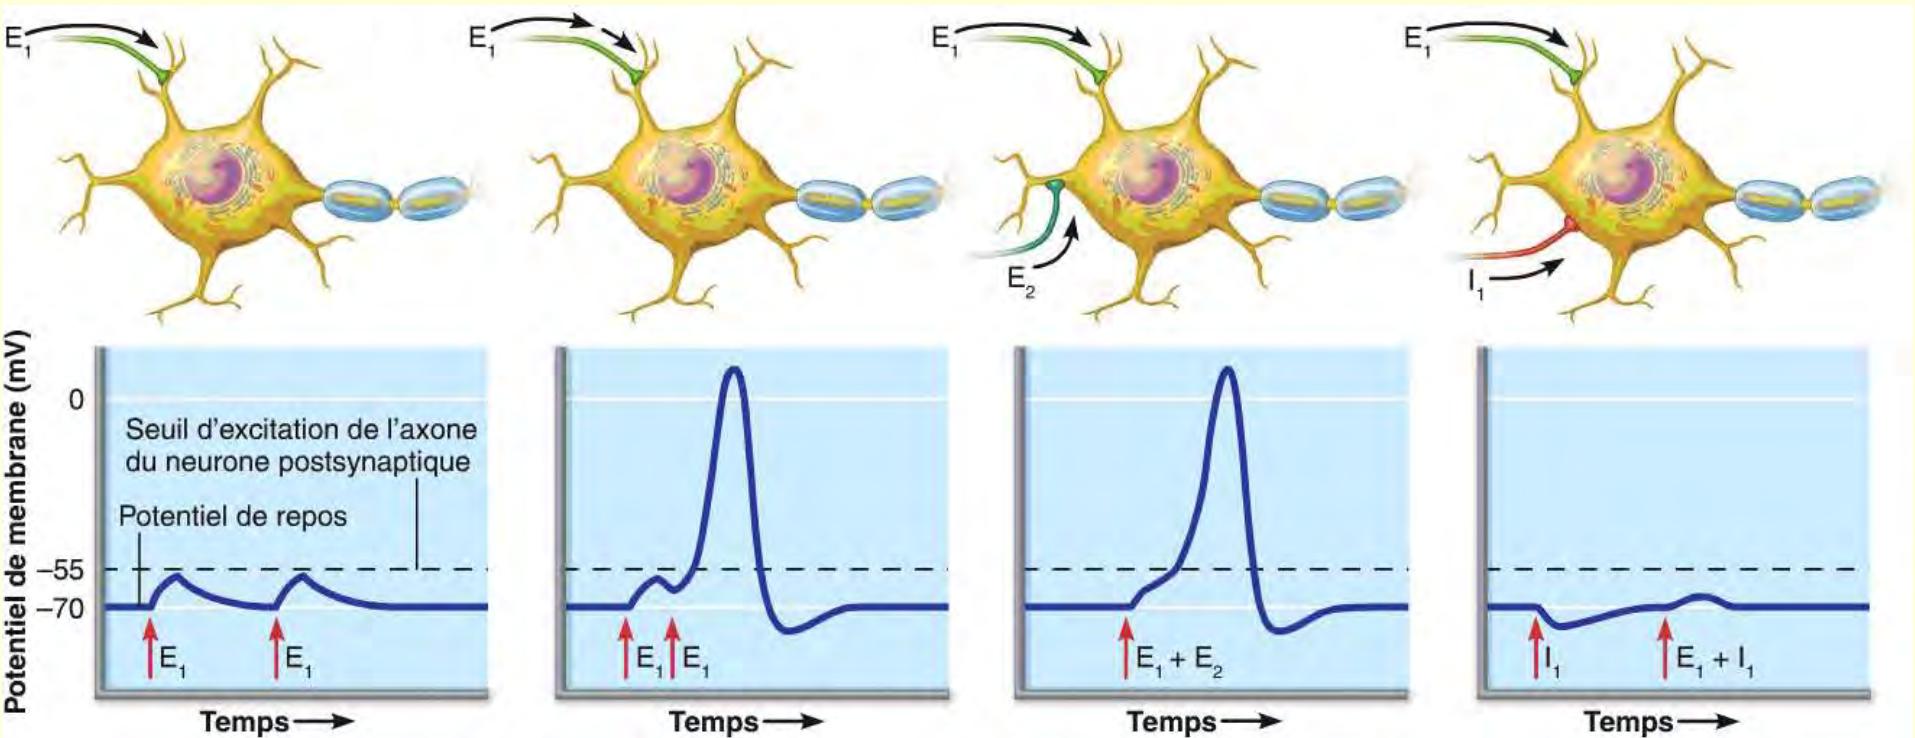 E₁
E₁
E₁
E₂
E₁
I₁
Potentiel de membrane (mV)
0
Seuil d'excitation de l'axone
du neurone postsynaptique
Potentiel de repos
–55
–70
E₁
E₁
Temps
E₁
E₁
Temps
E₁ + E₂
Temps
I₁
E₁ + I₁
Temps